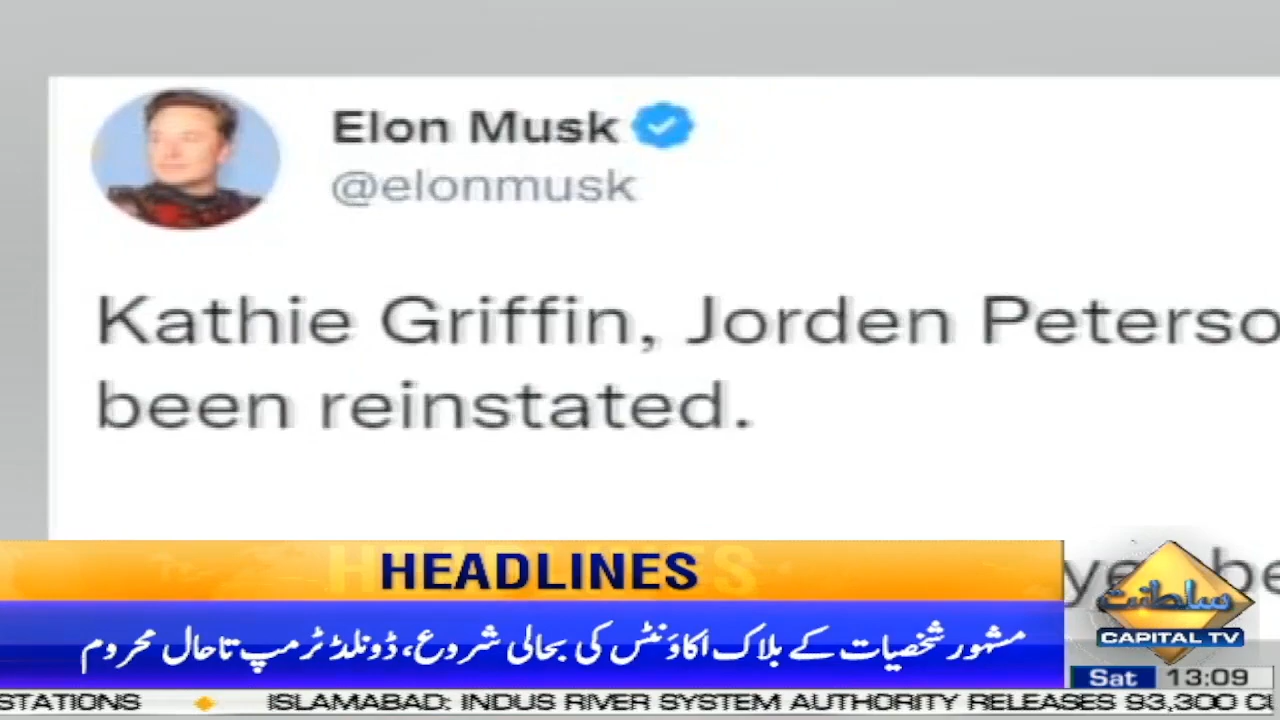 Elon Musk
@elonmusk
Kathie Griffin, Jorden Peterso
been reinstated.
HEADLINES
مشہور شخصیات کے بلاک اکاؤنٹس کی بحالی شروع، ڈونلڈ ٹرمپ تاحال محروم
CAPITAL TV
Sat 13:09
STATIONS ISLAMABAD: INDUS RIVER SYSTEM AUTHORITY RELEASES 93,300 C